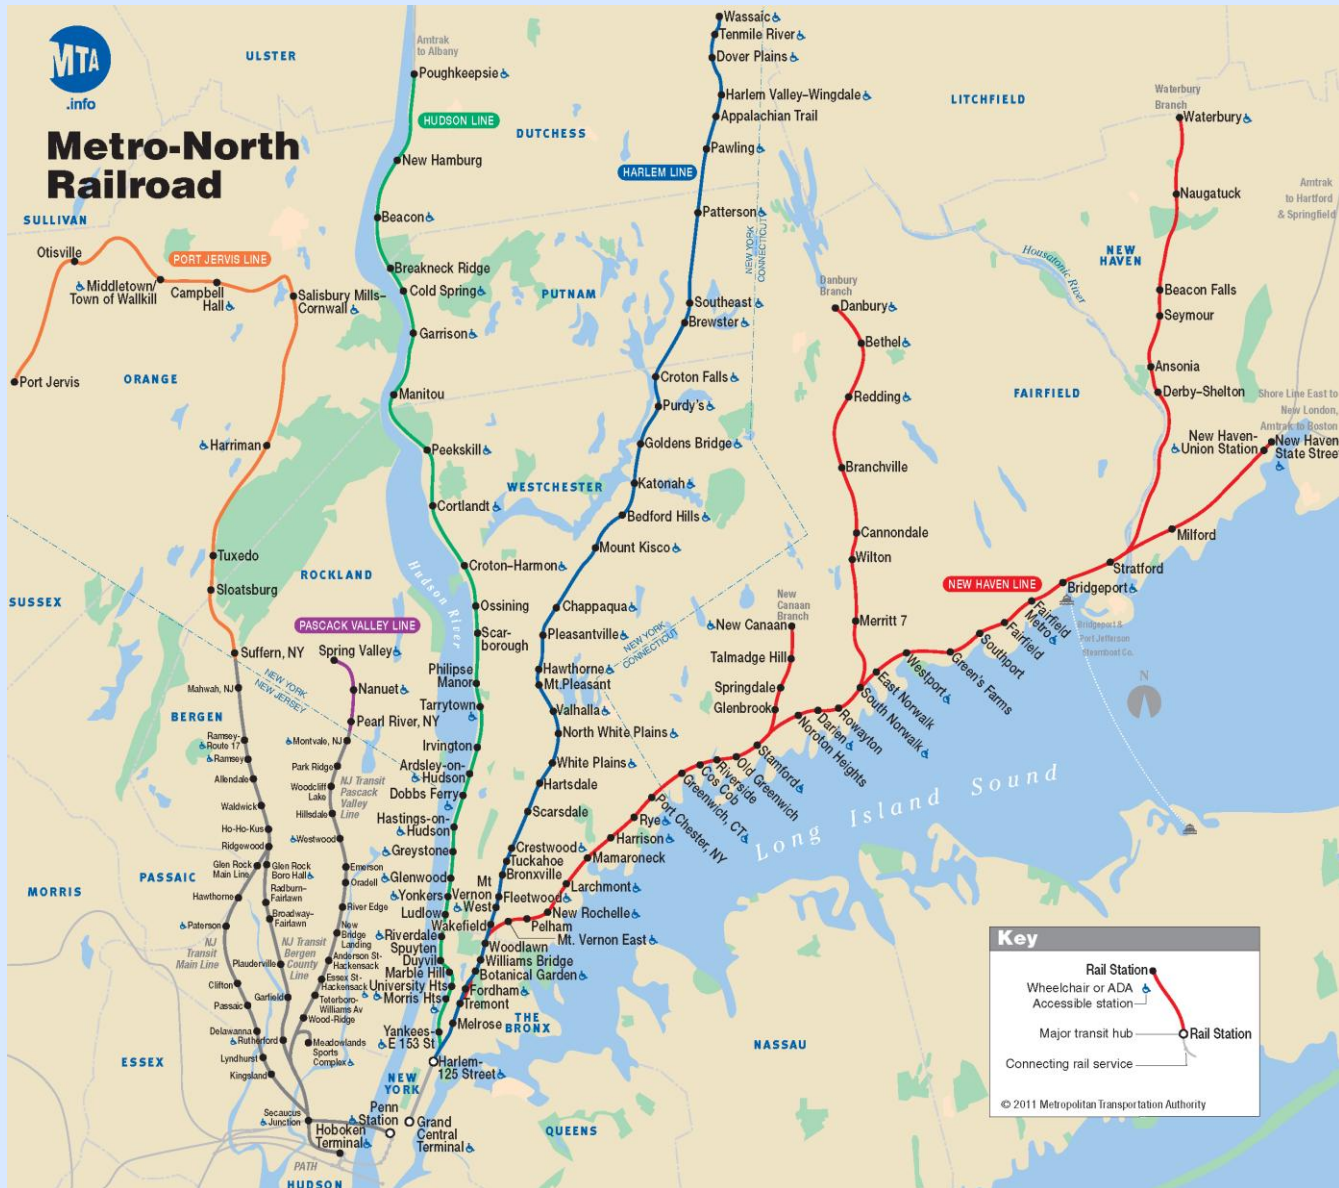 MTA
.info
Metro-North
Railroad
ULSTER
SULLIVAN
DUTCHESS
LITCHFIELD
PUTNAM
ORANGE
NEW
HAVEN
FAIRFIELD
WESTCHESTER
ROCKLAND
SUSSEX
BERGEN
PASSAIC
MORRIS
ESSEX
HUDSON
NEW
YORK
THE
BRONX
QUEENS
NASSAU
Amtrak
to Albany
HUDSON LINE
Poughkeepsie
New Hamburg
Beacon
Breakneck Ridge
Cold Spring
Garrison
Manitou
Peekskill
Cortlandt
Croton–Harmon
Ossining
Scar-
borough
Philipse
Manor
Tarrytown
Irvington
Ardsley-on-
Hudson
Dobbs Ferry
Hastings-on-
Hudson
Greystone
Glenwood
Yonkers
Ludlow
Riverdale
Spuyten
Duyvil
Marble Hill
University Hts
Morris Hts
Yankees-
E 153 St
Harlem-
125 Street
Grand
Central
Terminal
HARLEM LINE
Wassaic
Tenmile River
Dover Plains
Harlem Valley–Wingdale
Appalachian Trail
Pawling
Patterson
Southeast
Brewster
Croton Falls
Purdy's
Goldens Bridge
Katonah
Bedford Hills
Mount Kisco
Chappaqua
Pleasantville
Hawthorne
Mt.Pleasant
Valhalla
North White Plains
White Plains
Hartsdale
Scarsdale
Crestwood
Tuckahoe
Bronxville
Fleetwood
Mt
Vernon
West
Wakefield
Woodlawn
Williams Bridge
Botanical Garden
Fordham
Tremont
Melrose
NEW HAVEN LINE
New Haven
State Street
New Haven-
Union Station
Milford
Stratford
Bridgeport
Fairfield
Metro
Fairfield
Southport
Green's Farms
Westport
East Norwalk
South Norwalk
Rowayton
Darien
Noroton Heights
Stamford
Old Greenwich
Riverside
Cos Cob
Greenwich, CT
Port Chester, NY
Rye
Harrison
Mamaroneck
Larchmont
New Rochelle
Pelham
Mt. Vernon East
New
Canaan
Branch
New Canaan
Talmadge Hill
Springdale
Glenbrook
Danbury
Branch
Danbury
Bethel
Redding
Branchville
Cannondale
Wilton
Merritt 7
Waterbury
Branch
Waterbury
Naugatuck
Beacon Falls
Seymour
Ansonia
Derby–Shelton
Amtrak
to Hartford
& Springfield
Shore Line East to
New London,
Amtrak to Boston
Bridgeport &
Port Jefferson
Steamboat Co.
PORT JERVIS LINE
Port Jervis
Otisville
Middletown/
Town of Wallkill
Campbell
Hall
Salisbury Mills–
Cornwall
Harriman
Tuxedo
Sloatsburg
Suffern, NY
Mahwah, NJ
Ramsey-
Route 17
Ramsey
Allendale
Waldwick
Ho-Ho-Kus
Ridgewood
Glen Rock
Main Line
Hawthorne
Paterson
NJ
Transit
Main Line
Clifton
Passaic
Delawanna
Lyndhurst
Kingsland
Glen Rock
Boro Hall
Radburn–
Fairlawn
Broadway–
Fairlawn
NJ Transit
Bergen
County
Line
Plauderville
Garfield
Rutherford
PASCACK VALLEY LINE
Spring Valley
Nanuet
Pearl River, NY
Montvale, NJ
Park Ridge
Woodcliff
Lake
Hillsdale
NJ Transit
Pascack
Valley
Line
Westwood
Emerson
Oradell
River Edge
New
Bridge
Landing
Anderson St-
Hackensack
Essex St-
Hackensack
Teterboro-
Williams Av
Wood-Ridge
Meadowlands
Sports
Complex
Secaucus
Junction
Hoboken
Terminal
Penn
Station
PATH
Hudson River
Housatonic River
Long Island Sound
NEW YORK
CONNECTICUT
NEW YORK
CONNECTICUT
NEW YORK
NEW JERSEY
N
Key
Rail Station
Wheelchair or ADA
Accessible station
Major transit hub
Rail Station
Connecting rail service
© 2011 Metropolitan Transportation Authority